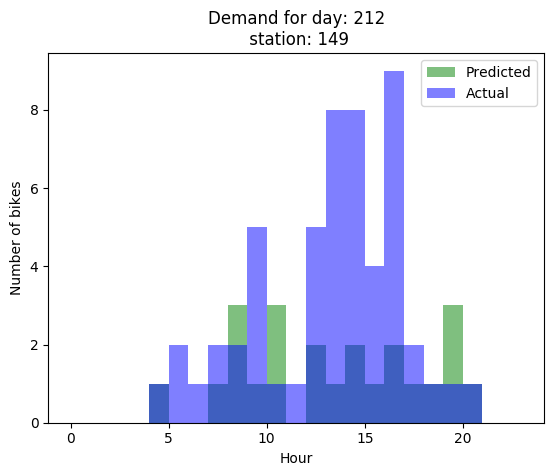 Demand for day: 212
station: 149
Predicted
Actual
Number of bikes
8
6
4
2
0
0 5 10 15 20
Hour